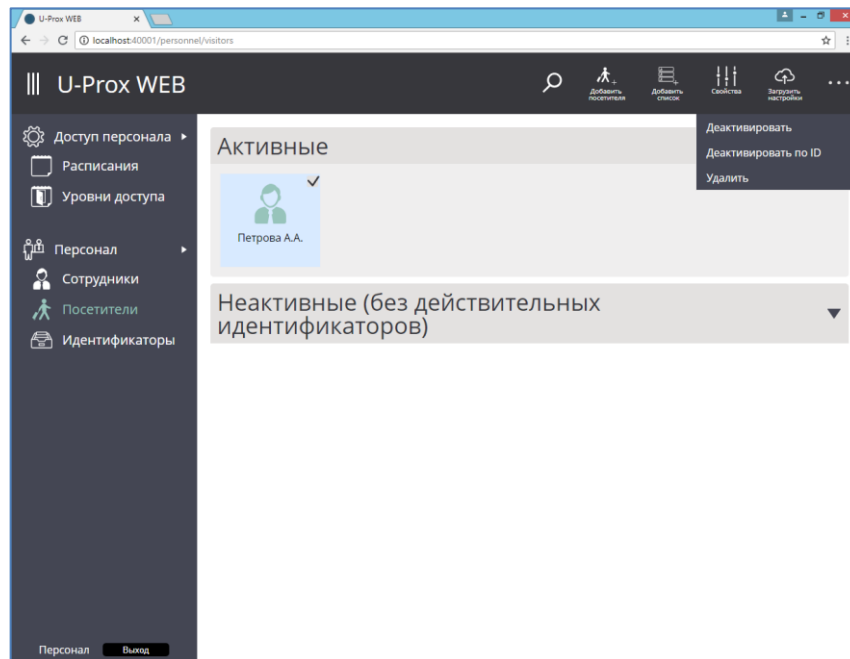 U-Prox WEB
localhost:40001/personnel/visitors
U-Prox WEB
Добавить
посетителя
Добавить
список
Свойства
Загрузить
настройки
Деактивировать
Деактивировать по ID
Удалить
Доступ персонала
Расписания
Уровни доступа
Персонал
Сотрудники
Посетители
Идентификаторы
Активные
Петрова А.А.
Неактивные (без действительных
идентификаторов)
Персонал
Выход